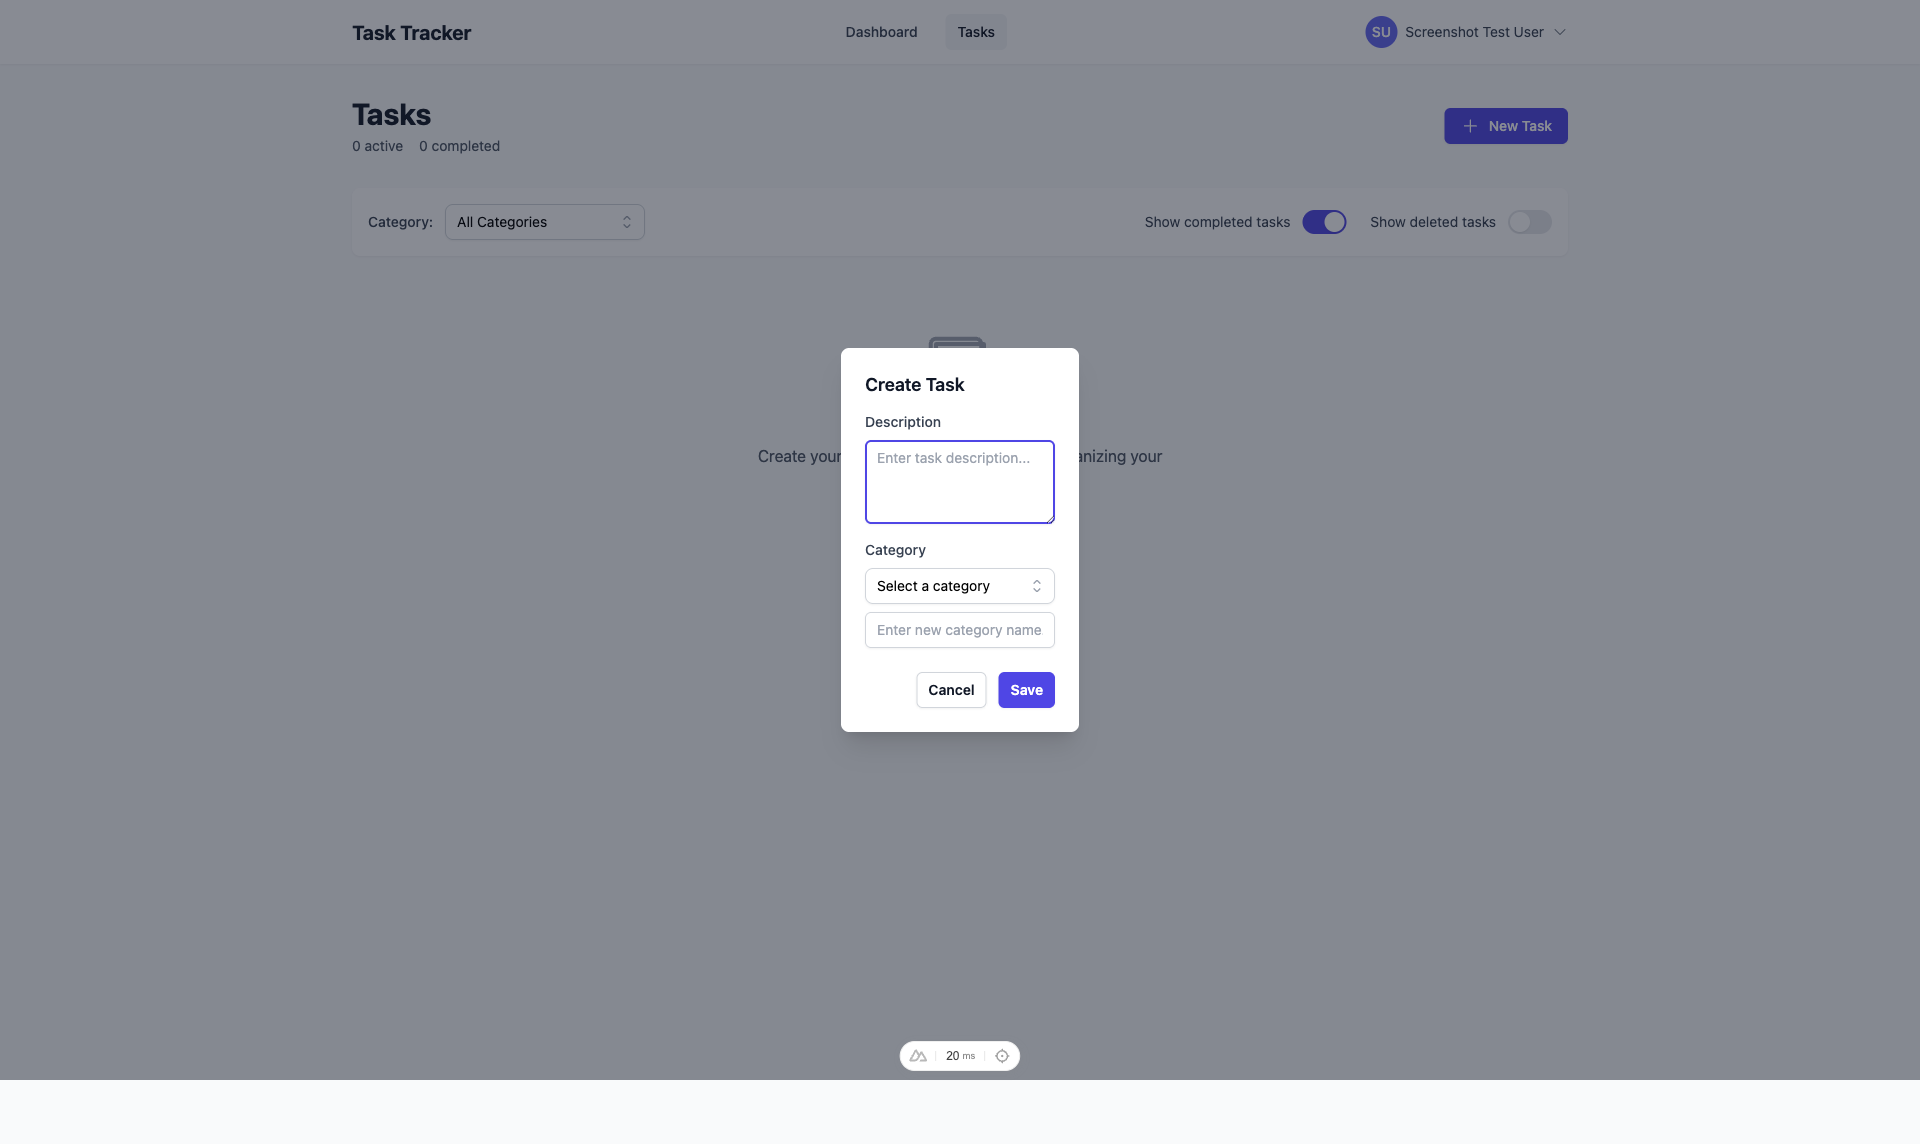 Task Tracker
Dashboard
Tasks
SU
Screenshot Test User
Tasks
0 active 0 completed
New Task
Category:
All Categories
Show completed tasks
Show deleted tasks
Create your
anizing your
Create Task
Description
Enter task description...
Category
Select a category
Enter new category name
Cancel
Save
20 ms